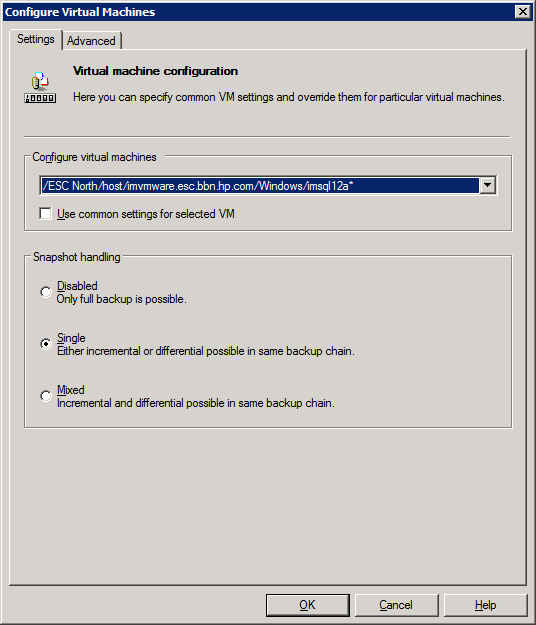 Configure Virtual Machines
Settings
Advanced
Virtual machine configuration
Here you can specify common VM settings and override them for particular virtual machines.
Configure virtual machines
/ESC North/host/imvmware.esc.bbn.hp.com/Windows/imsql12a*
Use common settings for selected VM
Snapshot handling
Disabled
Only full backup is possible.
Single
Either incremental or differential possible in same backup chain.
Mixed
Incremental and differential possible in same backup chain.
OK
Cancel
Help